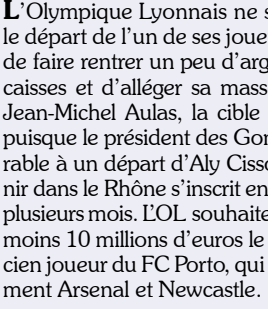 L'Olympique Lyonnais ne s
le départ de l'un de ses joue
de faire rentrer un peu d'arg
caisses et d'alléger sa mass
Jean-Michel Aulas, la cible
puisque le président des Gon
rable à un départ d'Aly Cisso
nir dans le Rhône s'inscrit en
plusieurs mois. L'OL souhaite
moins 10 millions d'euros le
cien joueur du FC Porto, qui
ment Arsenal et Newcastle.